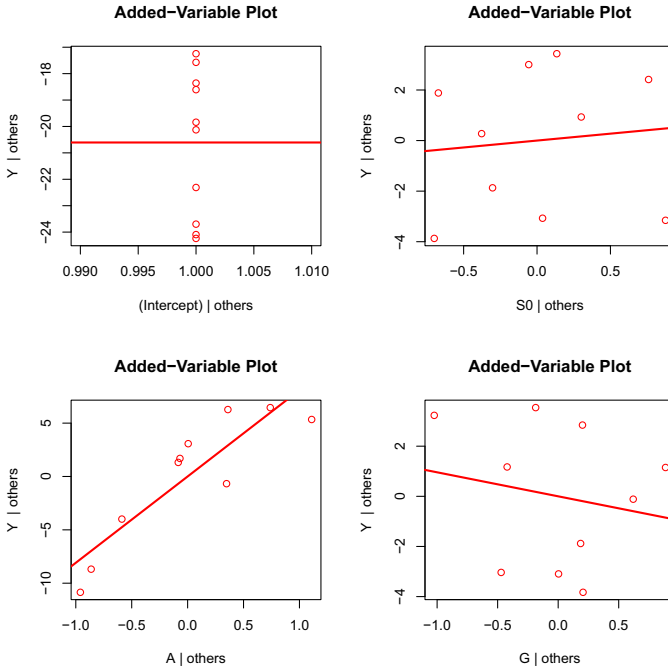 Added−Variable Plot
Y | others
−18
−20
−22
−24
0.990 0.995 1.000 1.005 1.010
(Intercept) | others
Added−Variable Plot
Y | others
2
0
−2
−4
−0.5 0.0 0.5
S0 | others
Added−Variable Plot
Y | others
5
0
−5
−10
−1.0 −0.5 0.0 0.5 1.0
A | others
Added−Variable Plot
Y | others
2
0
−2
−4
−1.0 −0.5 0.0 0.5
G | others